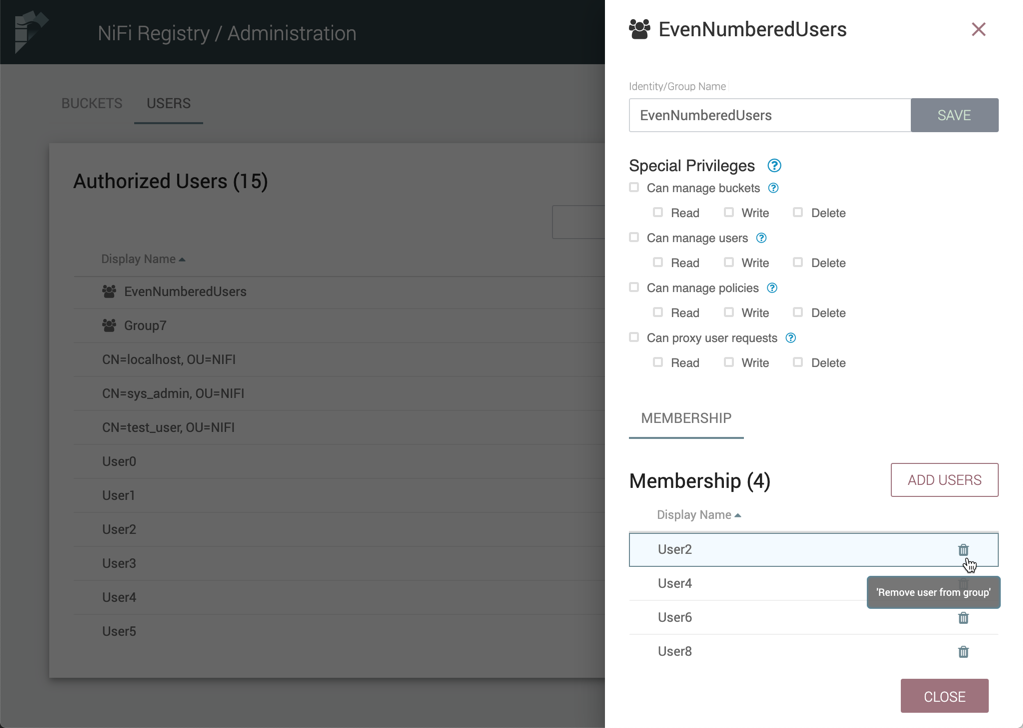 NiFi Registry / Administration
BUCKETS USERS
Authorized Users (15)
Display Name
EvenNumberedUsers
Group7
CN=localhost, OU=NIFI
CN=sys_admin, OU=NIFI
CN=test_user, OU=NIFI
User0
User1
User2
User3
User4
User5
EvenNumberedUsers
Identity/Group Name
EvenNumberedUsers SAVE
Special Privileges ?
Can manage buckets ?
Read Write Delete
Can manage users ?
Read Write Delete
Can manage policies ?
Read Write Delete
Can proxy user requests ?
Read Write Delete
MEMBERSHIP
Membership (4) ADD USERS
Display Name
User2
User4
'Remove user from group'
User6
User8
CLOSE